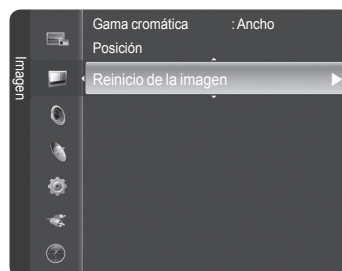 Imagen
Gama cromática : Ancho
Posición
Reinicio de la imagen